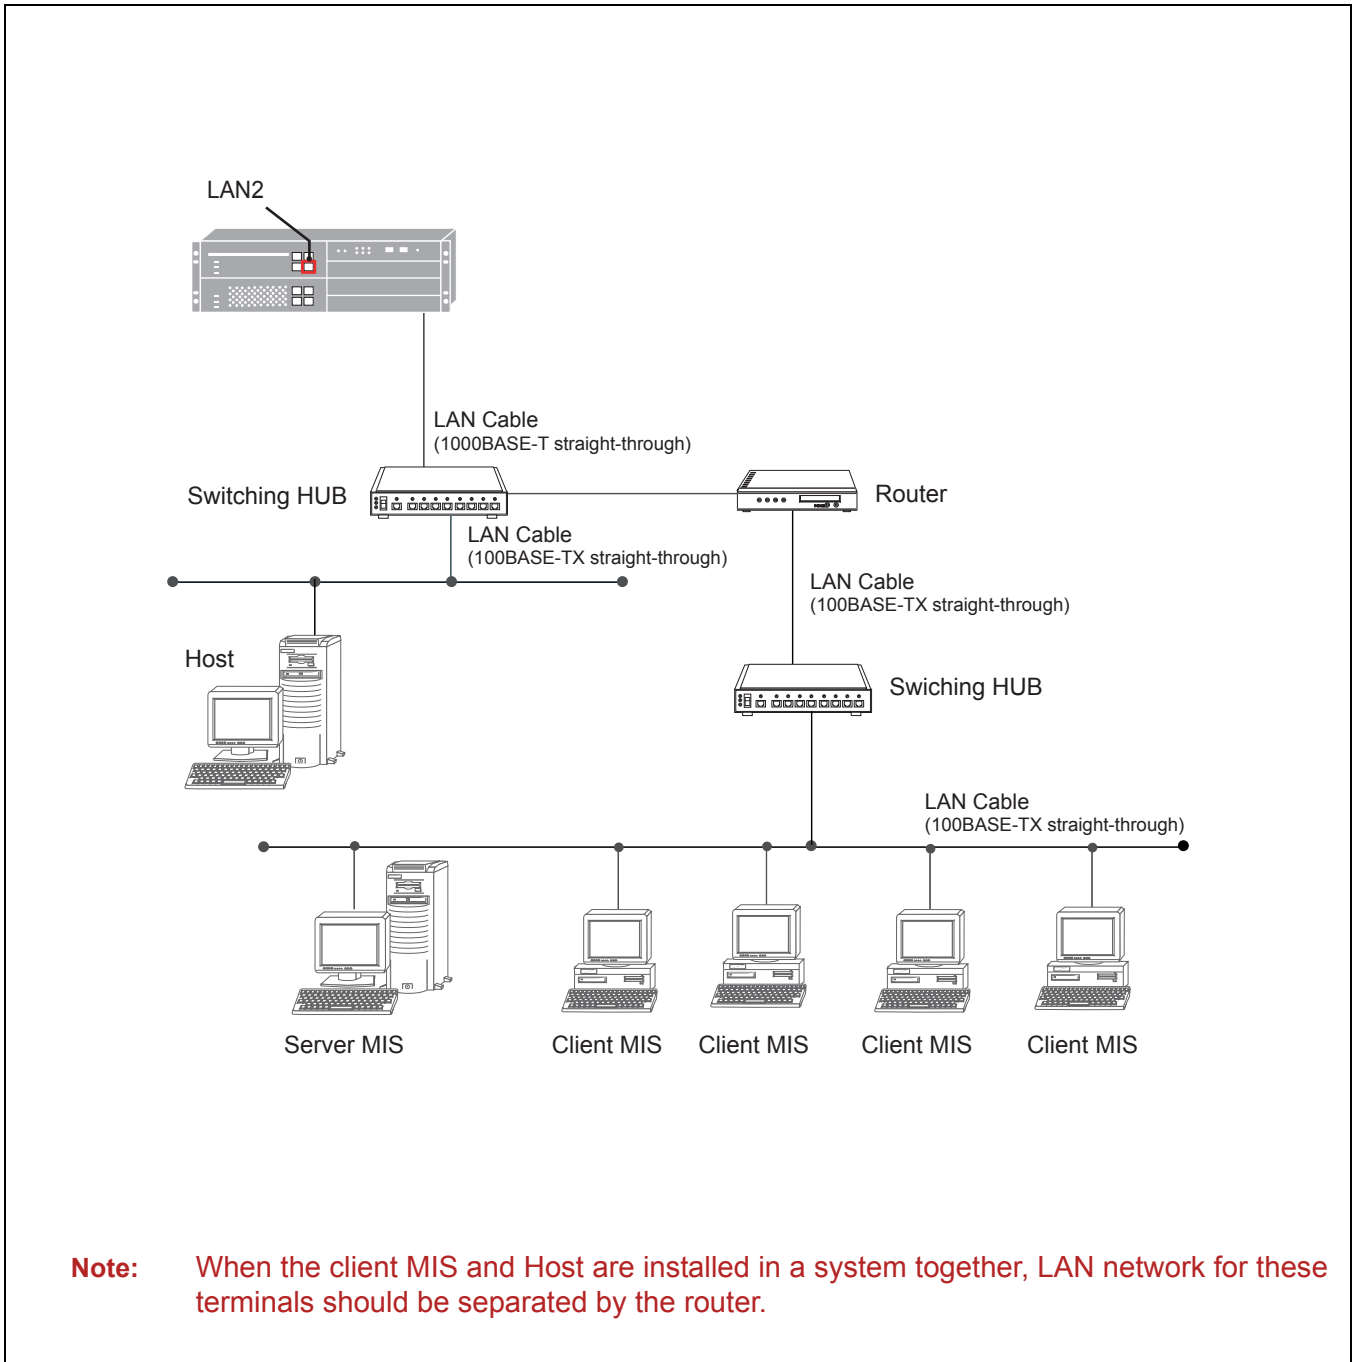 LAN2
LAN Cable
(1000BASE-T straight-through)
Switching HUB
Router
LAN Cable
(100BASE-TX straight-through)
LAN Cable
(100BASE-TX straight-through)
Host
Swiching HUB
LAN Cable
(100BASE-TX straight-through)
Server MIS
Client MIS
Client MIS
Client MIS
Client MIS
Note: When the client MIS and Host are installed in a system together, LAN network for these
terminals should be separated by the router.